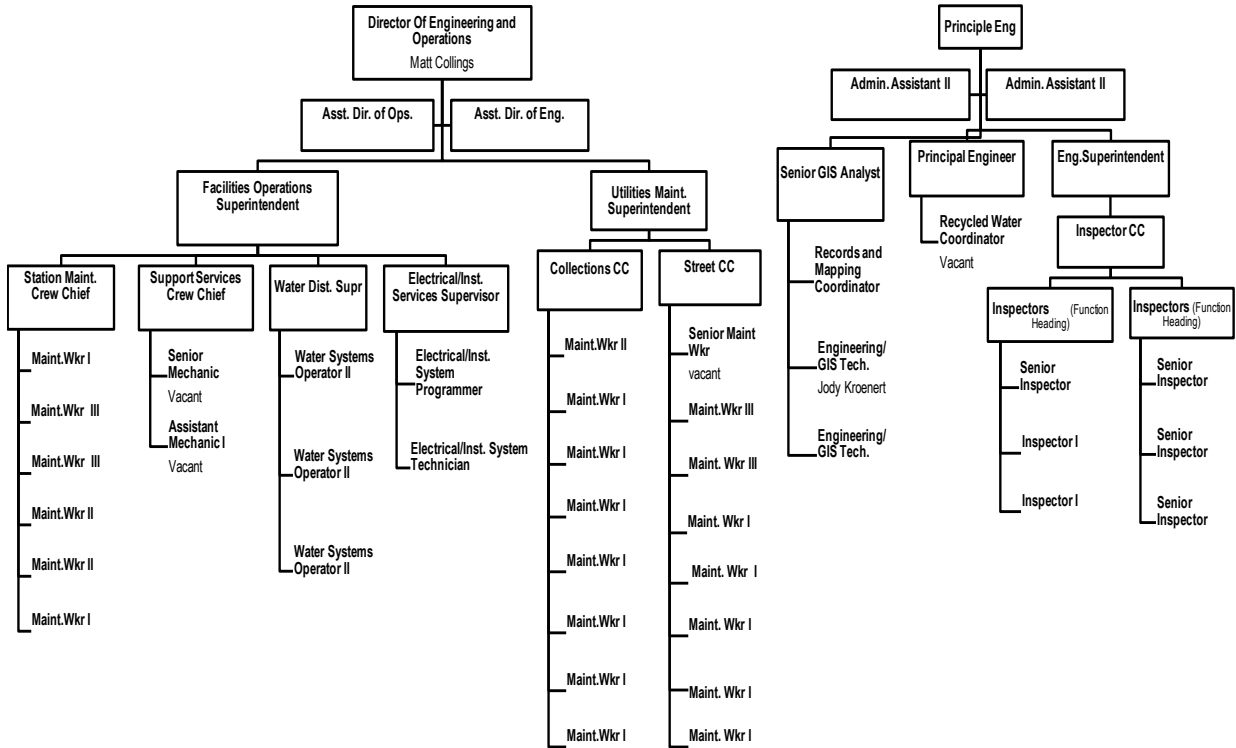 Director Of Engineering and
Operations
Matt Collings
Asst. Dir. of Ops.
Asst. Dir. of Eng.
Facilities Operations
Superintendent
Utilities Maint.
Superintendent
Station Maint.
Crew Chief
Maint.Wkr I
Maint.Wkr III
Maint.Wkr III
Maint.Wkr II
Maint.Wkr II
Maint.Wkr I
Support Services
Crew Chief
Senior
Mechanic
Vacant
Assistant
Mechanic I
Vacant
Water Dist. Supr
Water Systems
Operator II
Water Systems
Operator II
Water Systems
Operator II
Electrical/Inst.
Services Supervisor
Electrical/Inst.
System
Programmer
Electrical/Inst. System
Technician
Collections CC
Maint.Wkr II
Maint.Wkr I
Maint.Wkr I
Maint.Wkr I
Maint.Wkr I
Maint.Wkr I
Maint.Wkr I
Maint.Wkr I
Street CC
Senior Maint
Wkr
vacant
Maint.Wkr III
Maint. Wkr III
Maint. Wkr I
Maint. Wkr I
Maint. Wkr I
Maint. Wkr I
Maint. Wkr I
Principle Eng
Admin. Assistant II
Admin. Assistant II
Senior GIS Analyst
Records and
Mapping
Coordinator
Engineering/
GIS Tech.
Jody Kroenert
Engineering/
GIS Tech.
Principal Engineer
Recycled Water
Coordinator
Vacant
Eng.Superintendent
Inspector CC
Inspectors (Function
Heading)
Senior
Inspector
Inspector I
Inspector I
Inspectors (Function
Heading)
Senior
Inspector
Senior
Inspector
Senior
Inspector